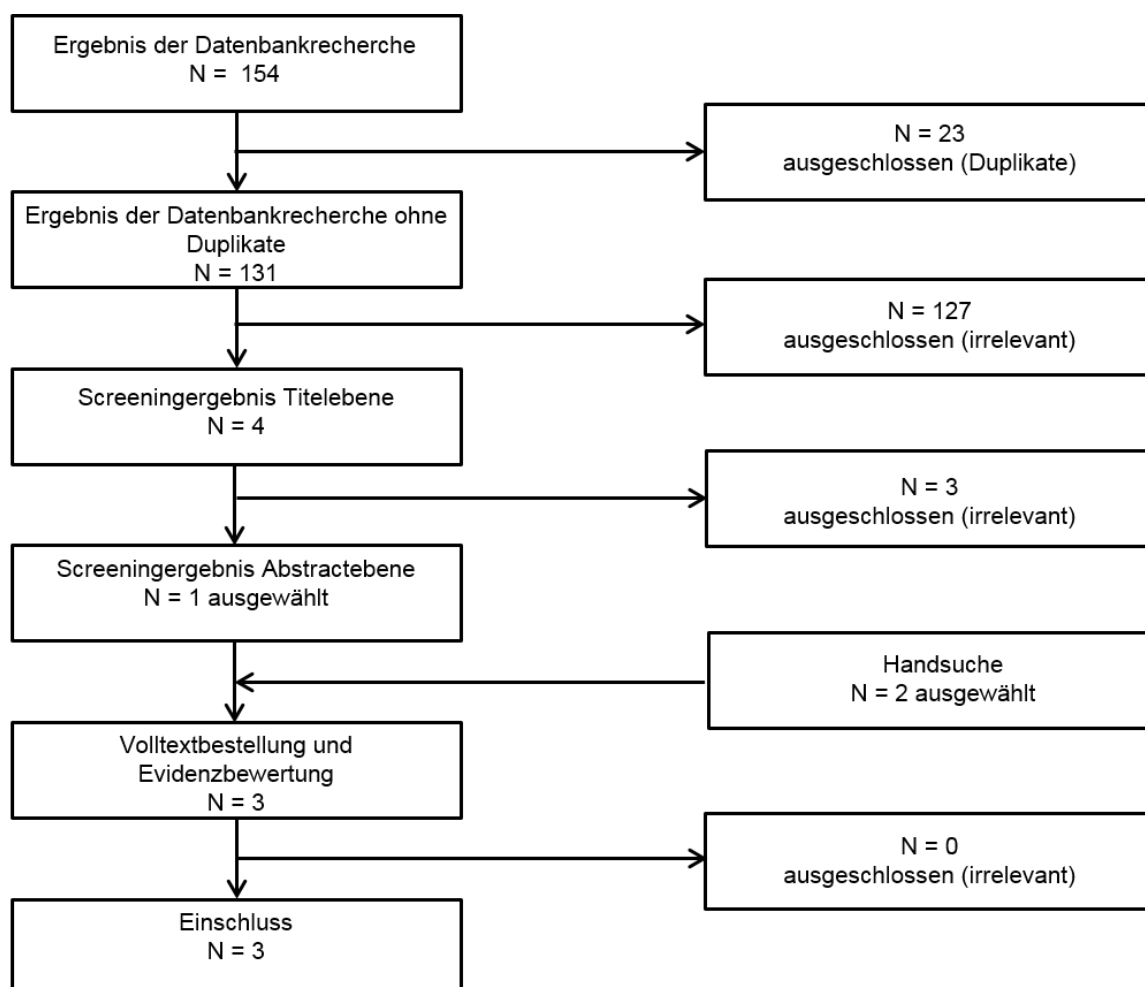 Ergebnis der Datenbankrecherche
N =  154
N = 23
ausgeschlossen (Duplikate)
Ergebnis der Datenbankrecherche ohne
Duplikate
N = 131
N = 127
ausgeschlossen (irrelevant)
Screeningergebnis Titelebene
N = 4
N = 3
ausgeschlossen (irrelevant)
Screeningergebnis Abstractebene
N = 1 ausgewählt
Handsuche
N = 2 ausgewählt
Volltextbestellung und
Evidenzbewertung
N = 3
N = 0
ausgeschlossen (irrelevant)
Einschluss
N = 3